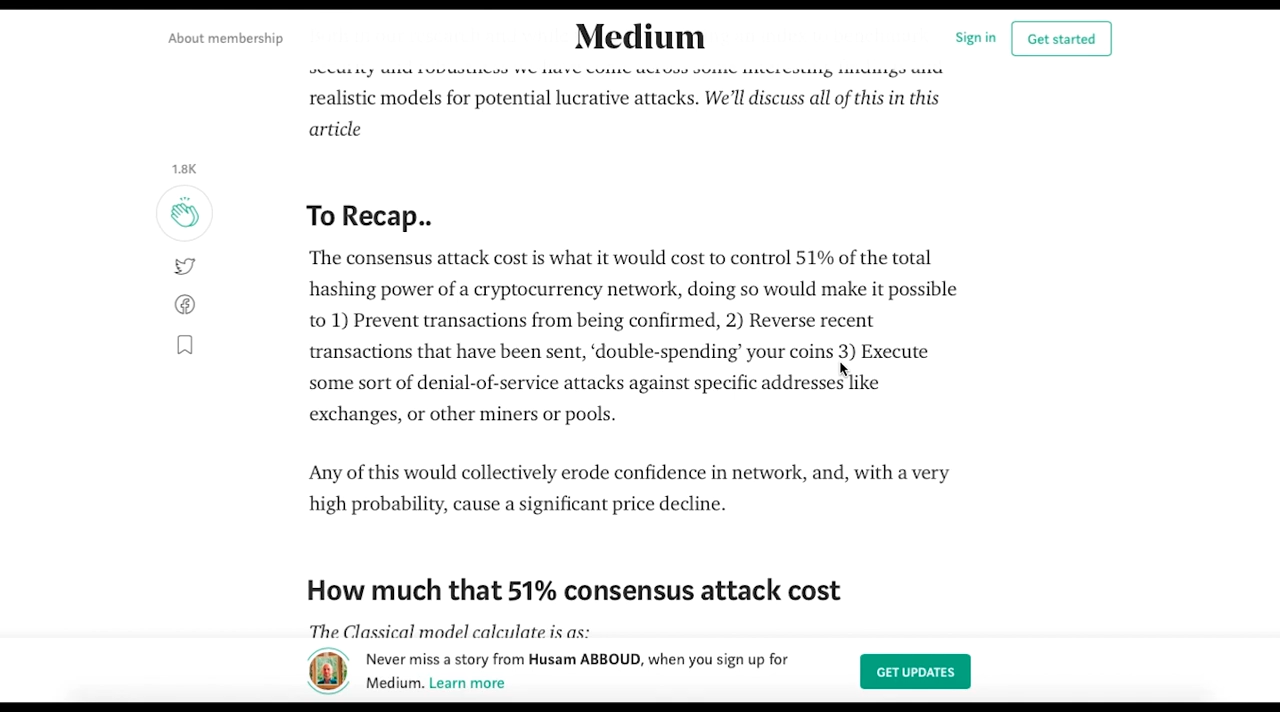 About membership
Medium
Sign in
Get started
security and robustness we have come across some interesting findings and
realistic models for potential lucrative attacks. We’ll discuss all of this in this
article
1.8K
To Recap..
The consensus attack cost is what it would cost to control 51% of the total
hashing power of a cryptocurrency network, doing so would make it possible
to 1) Prevent transactions from being confirmed, 2) Reverse recent
transactions that have been sent, ‘double-spending’ your coins 3) Execute
some sort of denial-of-service attacks against specific addresses like
exchanges, or other miners or pools.
Any of this would collectively erode confidence in network, and, with a very
high probability, cause a significant price decline.
How much that 51% consensus attack cost
The Classical model calculate is as:
Never miss a story from Husam ABBOUD, when you sign up for
Medium. Learn more
GET UPDATES